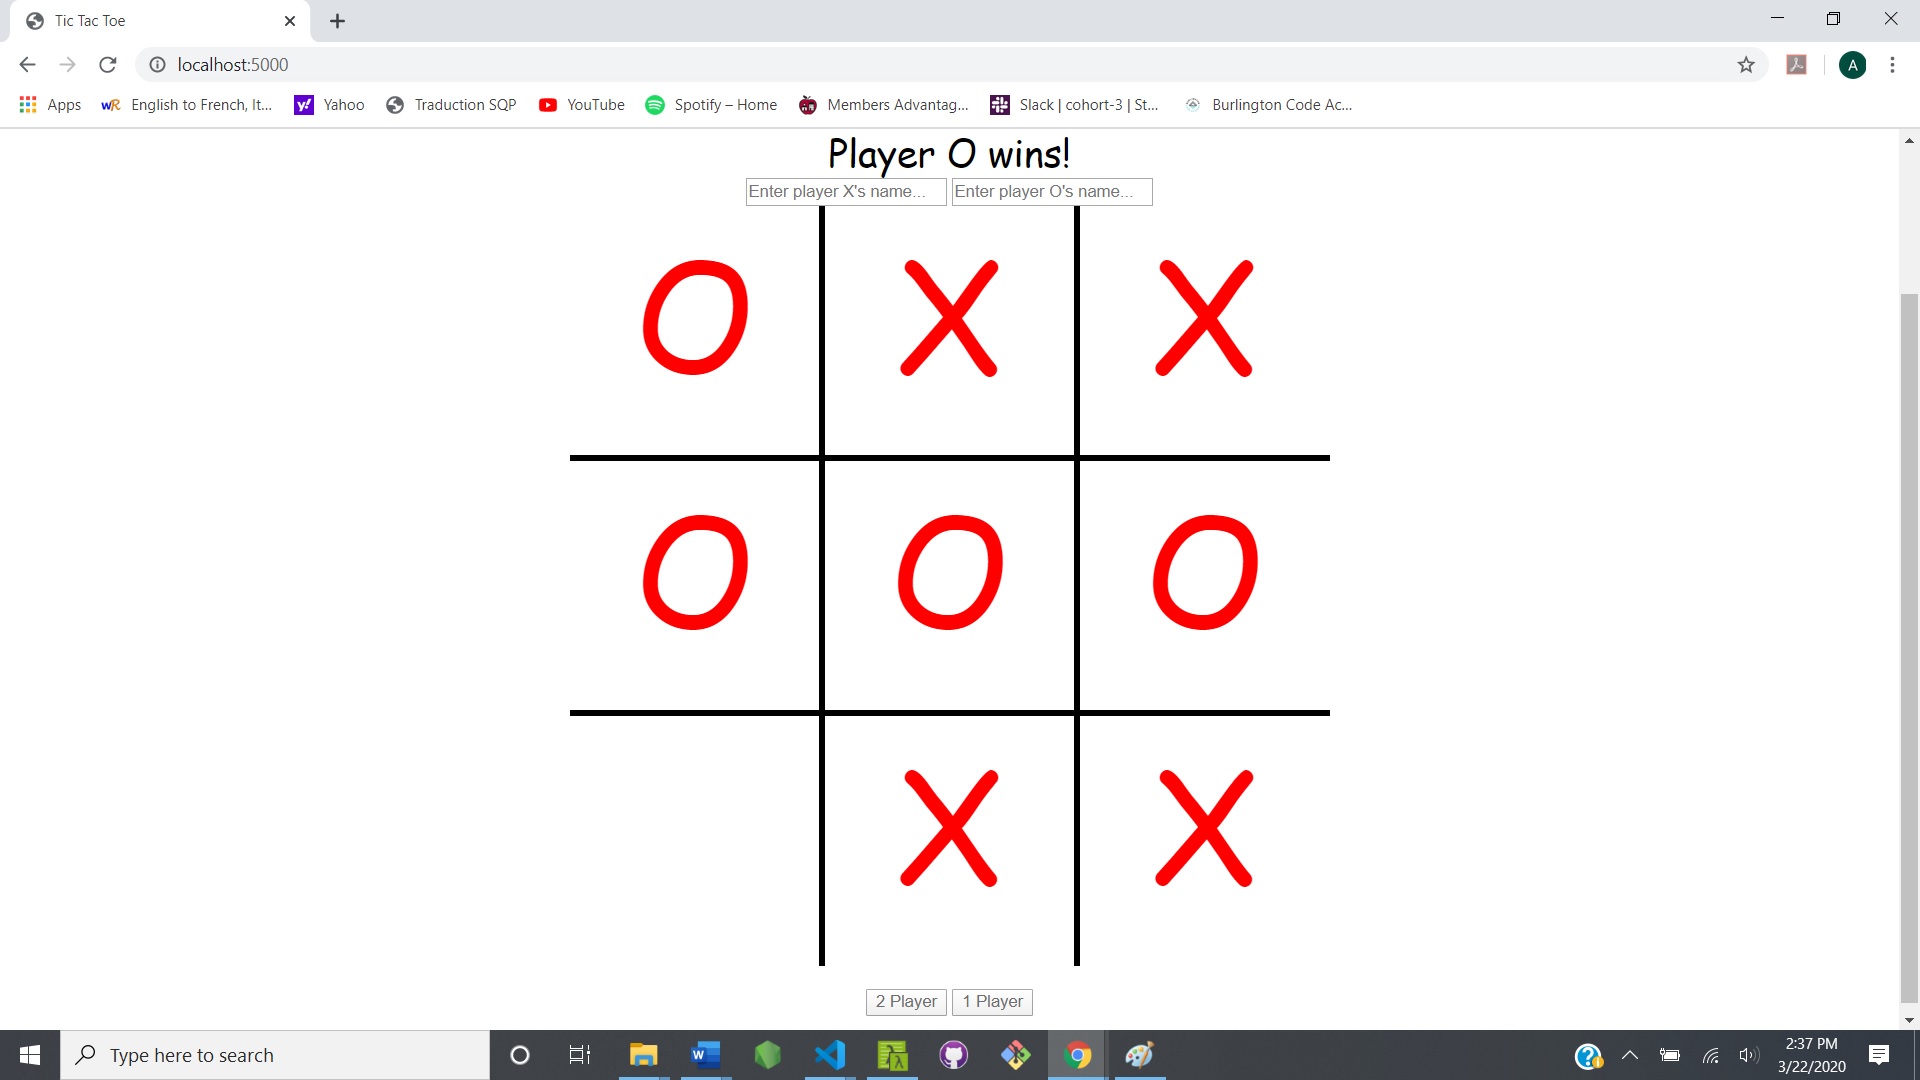 Tic Tac Toe
localhost:5000
A
Apps English to French, It... Yahoo Traduction SQP YouTube Spotify – Home Members Advantag... Slack | cohort-3 | St... Burlington Code Ac...
Player O wins!
Enter player X's name... Enter player O's name...
O X X
O O O
X X
2 Player 1 Player
Type here to search
2:37 PM
3/22/2020